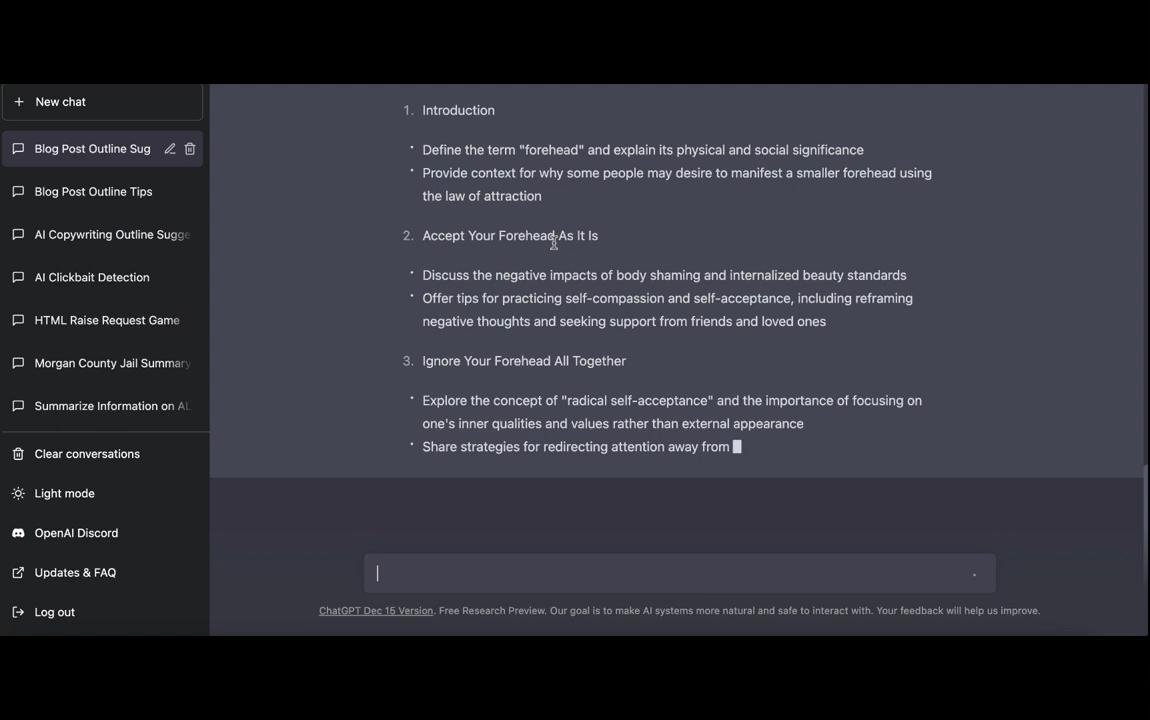 New chat
Blog Post Outline Sug
Blog Post Outline Tips
AI Copywriting Outline Sugge
AI Clickbait Detection
HTML Raise Request Game
Morgan County Jail Summary
Summarize Information on AL
Clear conversations
Light mode
OpenAI Discord
Updates & FAQ
Log out
1. Introduction
• Define the term "forehead" and explain its physical and social significance
• Provide context for why some people may desire to manifest a smaller forehead using
the law of attraction
2. Accept Your Forehead As It Is
• Discuss the negative impacts of body shaming and internalized beauty standards
• Offer tips for practicing self-compassion and self-acceptance, including reframing
negative thoughts and seeking support from friends and loved ones
3. Ignore Your Forehead All Together
• Explore the concept of "radical self-acceptance" and the importance of focusing on
one's inner qualities and values rather than external appearance
• Share strategies for redirecting attention away from
ChatGPT Dec 15 Version. Free Research Preview. Our goal is to make AI systems more natural and safe to interact with. Your feedback will help us improve.